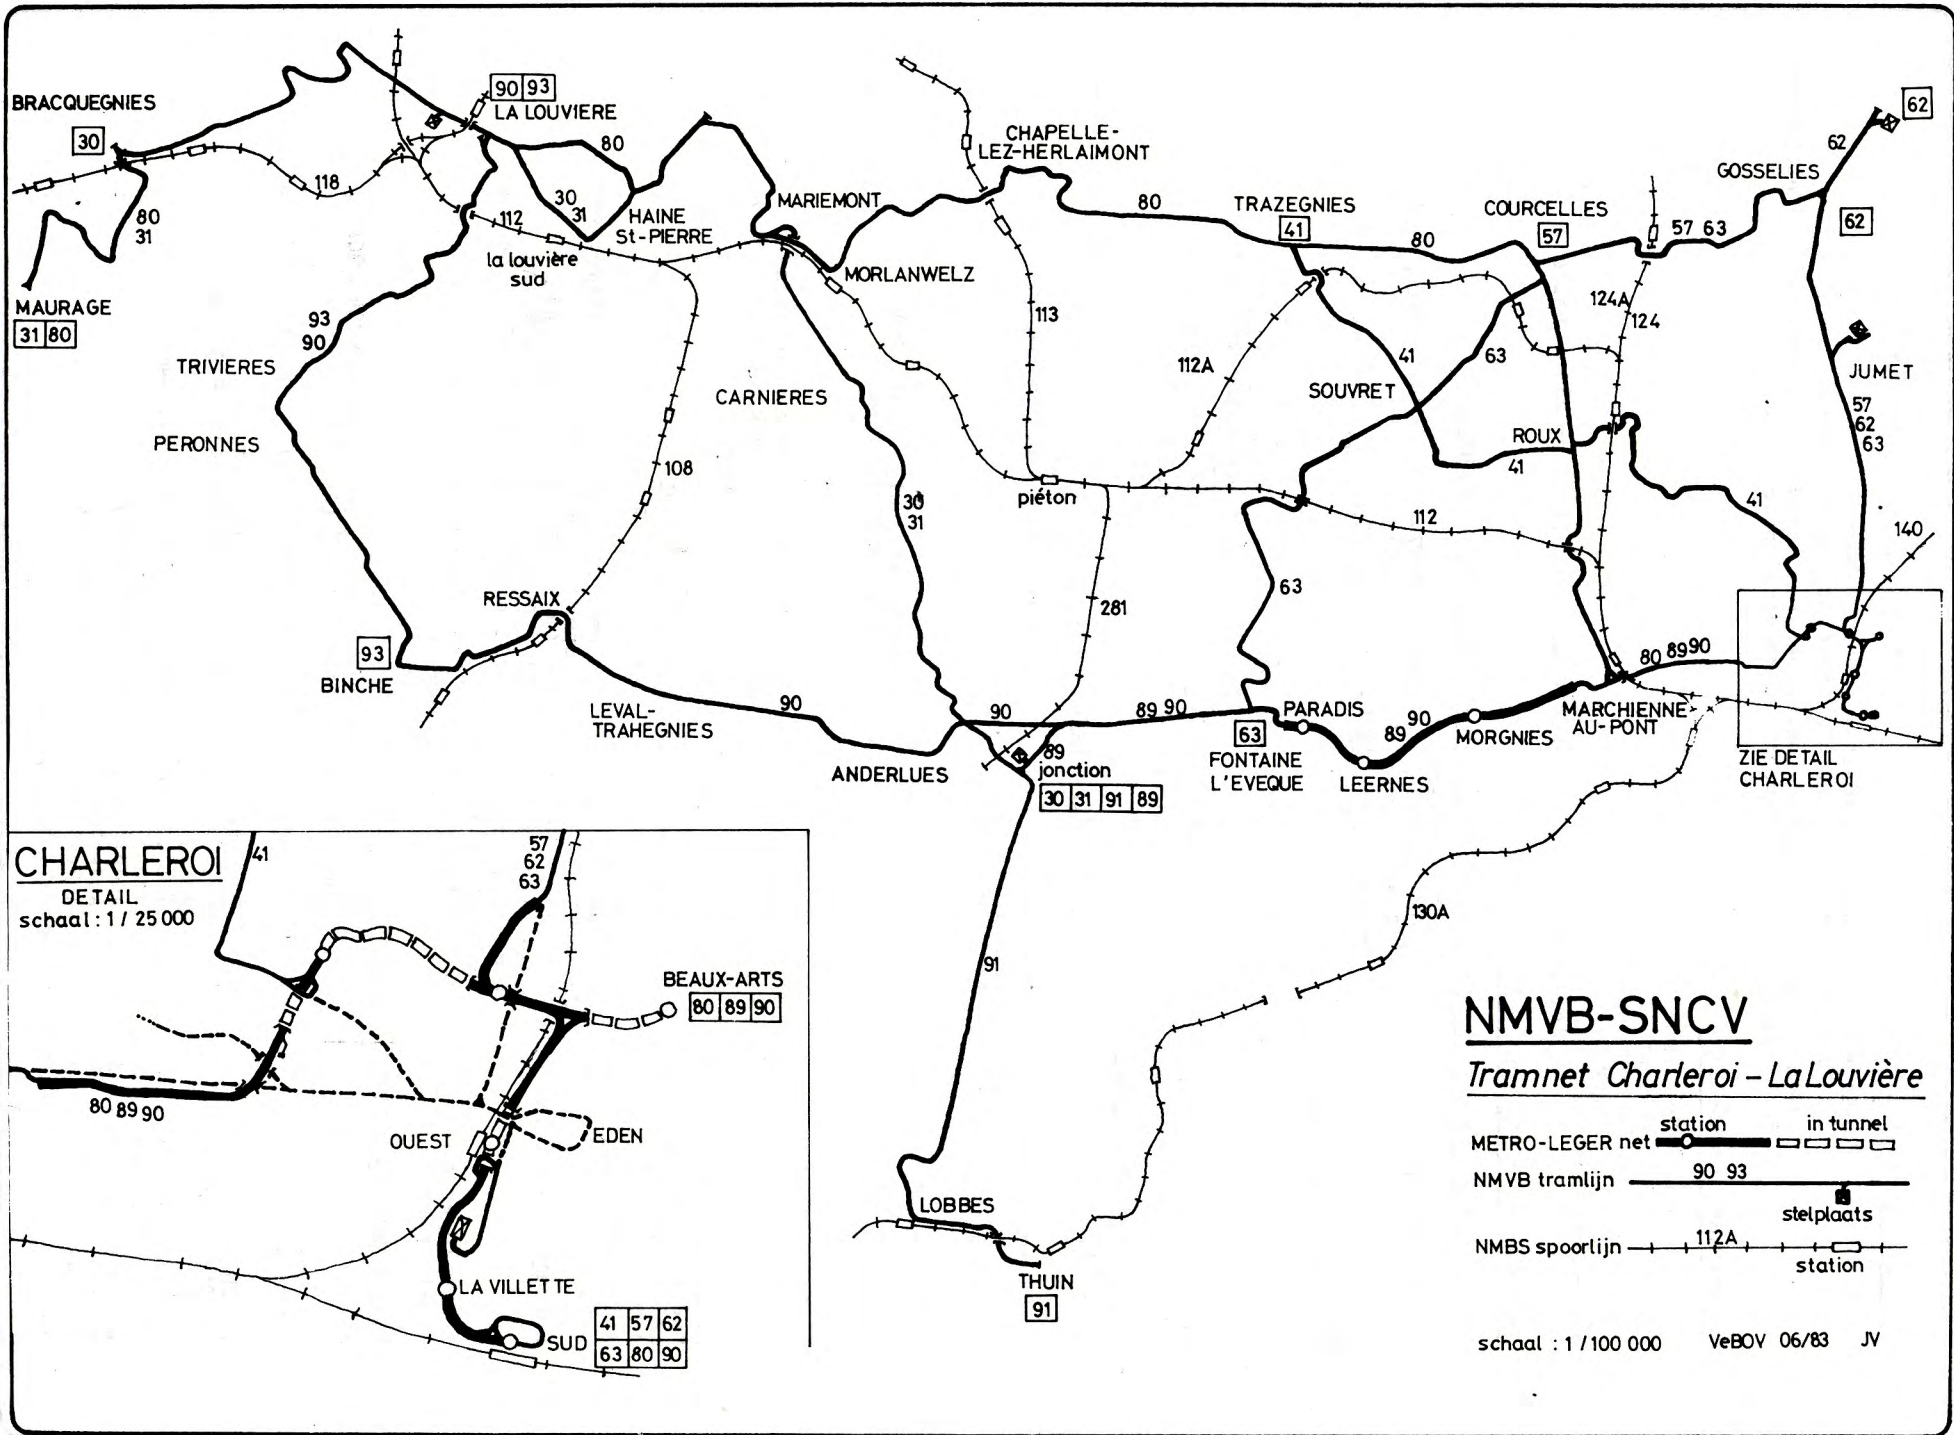 BRACQUEGNIES
30
90 93
LA LOUVIERE
80
118
80
31
30
31
112
HAINE
St-PIERRE
la louvière
sud
MARIEMONT
MORLANWELZ
CHAPELLE-
LEZ-HERLAIMONT
80
TRAZEGNIES
41
80
COURCELLES
57
57 63
GOSSELIES
62
62
62
MAURAGE
31 80
93
90
TRIVIERES
PERONNES
CARNIERES
108
113
112A
41
63
SOUVRET
124A
124
JUMET
57
62
63
ROUX
41
41
piéton
30
31
112
140
281
63
RESSAIX
93
BINCHE
LEVAL-
TRAHEGNIES
90
ANDERLUES
90
89
89 90
jonction
30 31 91 89
63
FONTAINE
L'EVEQUE
PARADIS
LEERNES
89 90
MORGNIES
MARCHIENNE
AU-PONT
80 89 90
ZIE DETAIL
CHARLEROI
91
130A
LOBBES
THUIN
91
CHARLEROI
DETAIL
schaal : 1 / 25 000
41
57
62
63
BEAUX-ARTS
80 89 90
80 89 90
OUEST
EDEN
LA VILLETTE
SUD
41 57 62
63 80 90
NMVB-SNCV
Tramnet Charleroi - La Louvière
station
in tunnel
METRO-LEGER net
NMVB tramlijn
90 93
stelplaats
NMBS spoorlijn
112A
station
schaal : 1 / 100 000 VeBOV 06/83 JV